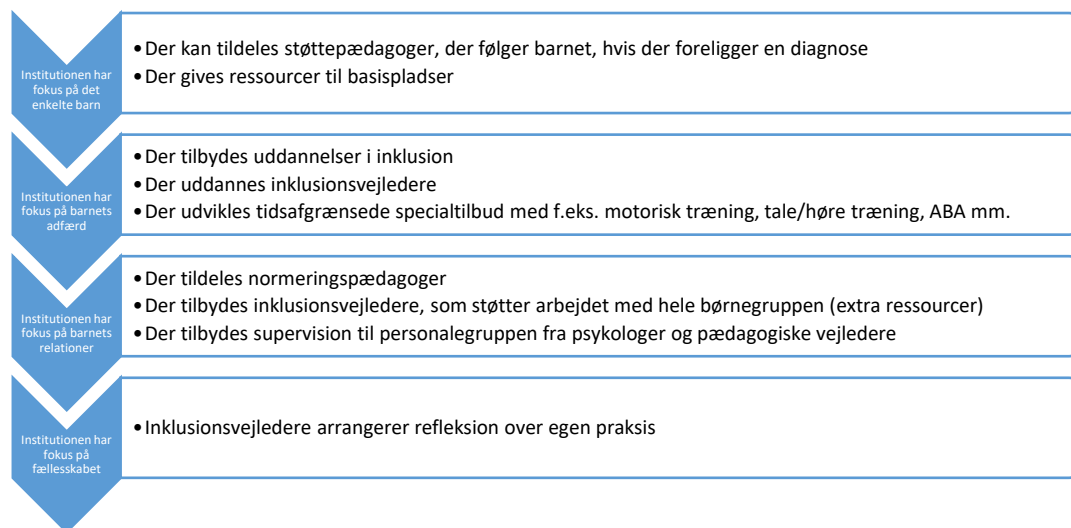 Institutionen har
fokus på det
enkelte barn
•Der kan tildeles støttepædagoger, der følger barnet, hvis der foreligger en diagnose
•Der gives ressourcer til basispladser
Institutionen har
fokus på barnets
adfærd
•Der tilbydes uddannelser i inklusion
•Der uddannes inklusionsvejledere
•Der udvikles tidsafgrænsede specialtilbud med f.eks. motorisk træning, tale/høre træning, ABA mm.
Institutionen har
fokus på barnets
relationer
•Der tildeles normeringspædagoger
•Der tilbydes inklusionsvejledere, som støtter arbejdet med hele børnegruppen (extra ressourcer)
•Der tilbydes supervision til personalegruppen fra psykologer og pædagogiske vejledere
Institutionen har
fokus på
fællesskabet
•Inklusionsvejledere arrangerer refleksion over egen praksis